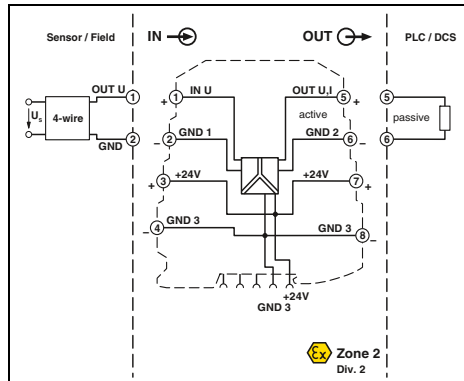 Sensor / Field IN OUT PLC / DCS
OUT U 1 + 1 IN U OUT U,I 5 + 5
Us 4-wire active passive
GND 2 − 2 GND 1 GND 2 6 − 6
+ 3 +24V +24V 7 +
− 4 GND 3 GND 3 8 −
+24V
GND 3
Ex Zone 2
Div. 2